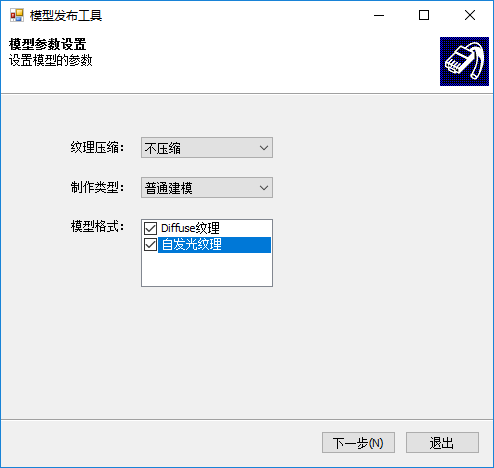 模型发布工具
模型参数设置
设置模型的参数
纹理压缩： 不压缩
制作类型： 普通建模
模型格式： Diffuse纹理
自发光纹理
下一步(N) 退出